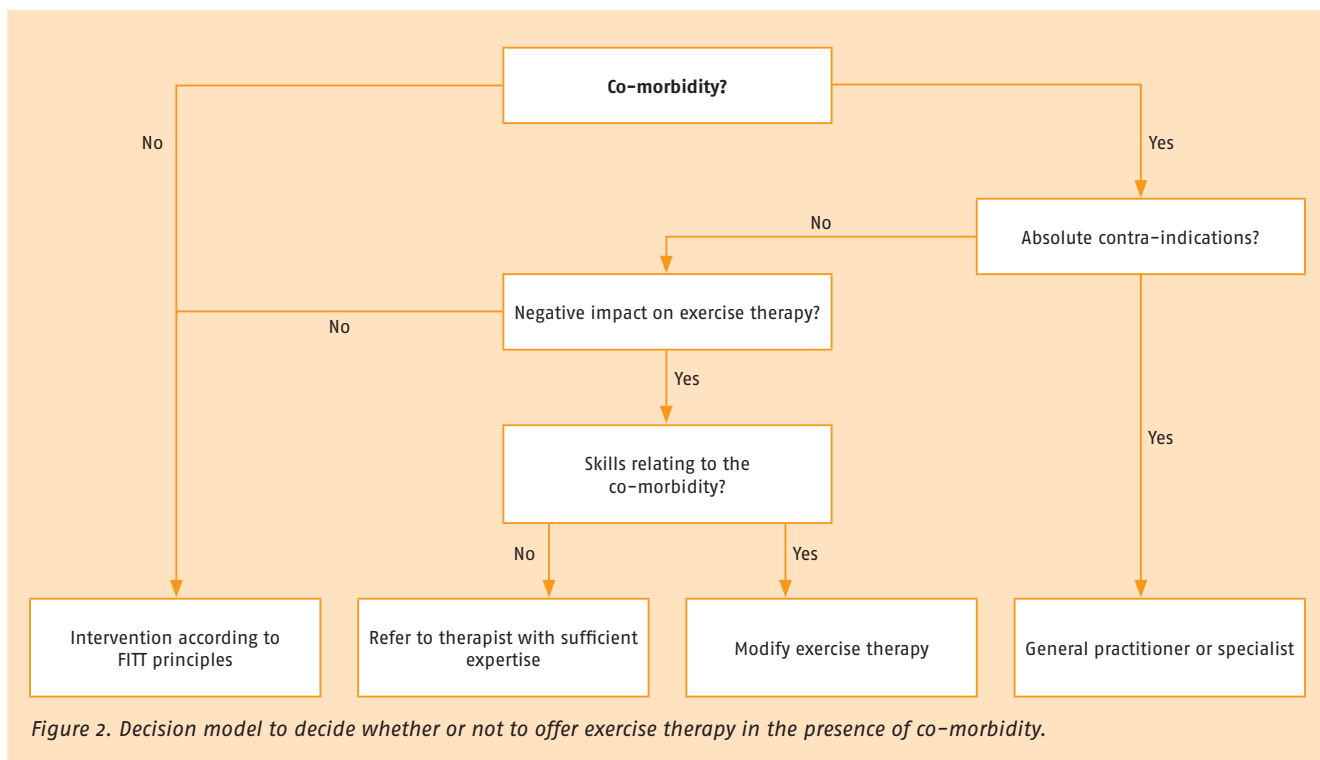 Co-morbidity?
No
Yes
No
Absolute contra-indications?
Negative impact on exercise therapy?
No
Yes
Yes
Skills relating to the
co-morbidity?
No
Yes
Intervention according to
FITT principles
Refer to therapist with sufficient
expertise
Modify exercise therapy
General practitioner or specialist
Figure 2. Decision model to decide whether or not to offer exercise therapy in the presence of co-morbidity.